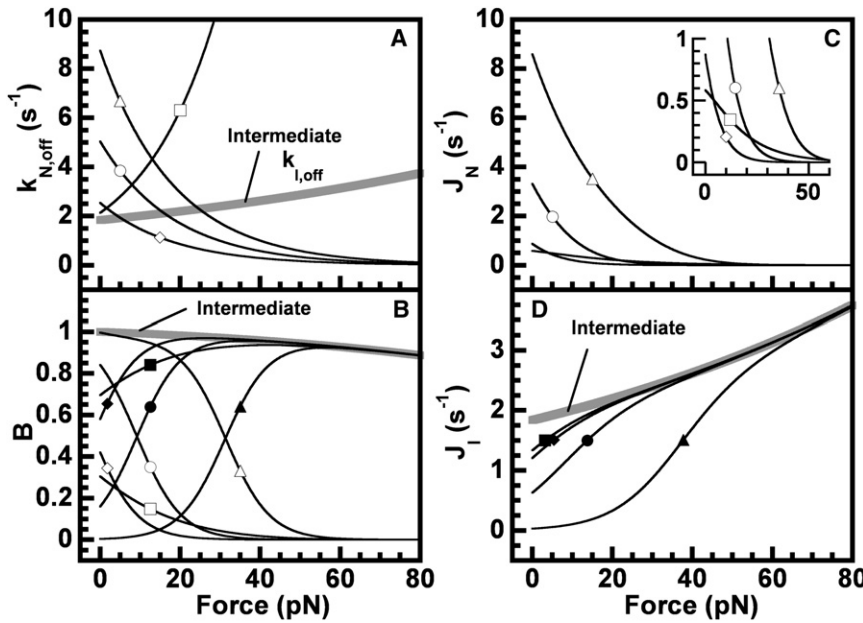 A
k_N,off (s⁻¹)
10
8
6
4
2
0
Intermediate
k_I,off
C
J_N (s⁻¹)
10
8
6
4
2
0
1
0.5
0
0
50
B
B
1
0.8
0.6
0.4
0.2
0
Intermediate
0
20
40
60
80
Force (pN)
D
J_I (s⁻¹)
3
2
1
0
Intermediate
0
20
40
60
80
Force (pN)